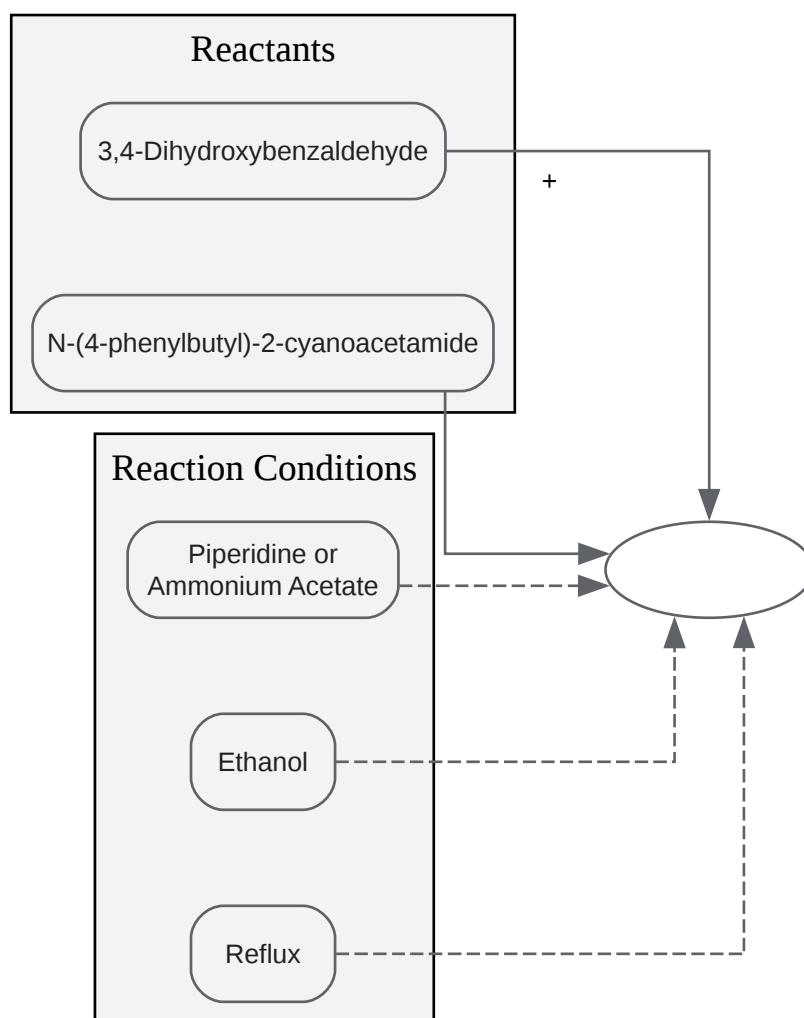 Reactants
3,4-Dihydroxybenzaldehyde
+
N-(4-phenylbutyl)-2-cyanoacetamide
Reaction Conditions
Piperidine or
Ammonium Acetate
Ethanol
Reflux